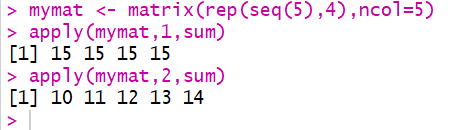 > mymat <- matrix(rep(seq(5),4),ncol=5)
> apply(mymat,1,sum)
[1] 15 15 15 15
> apply(mymat,2,sum)
[1] 10 11 12 13 14
>